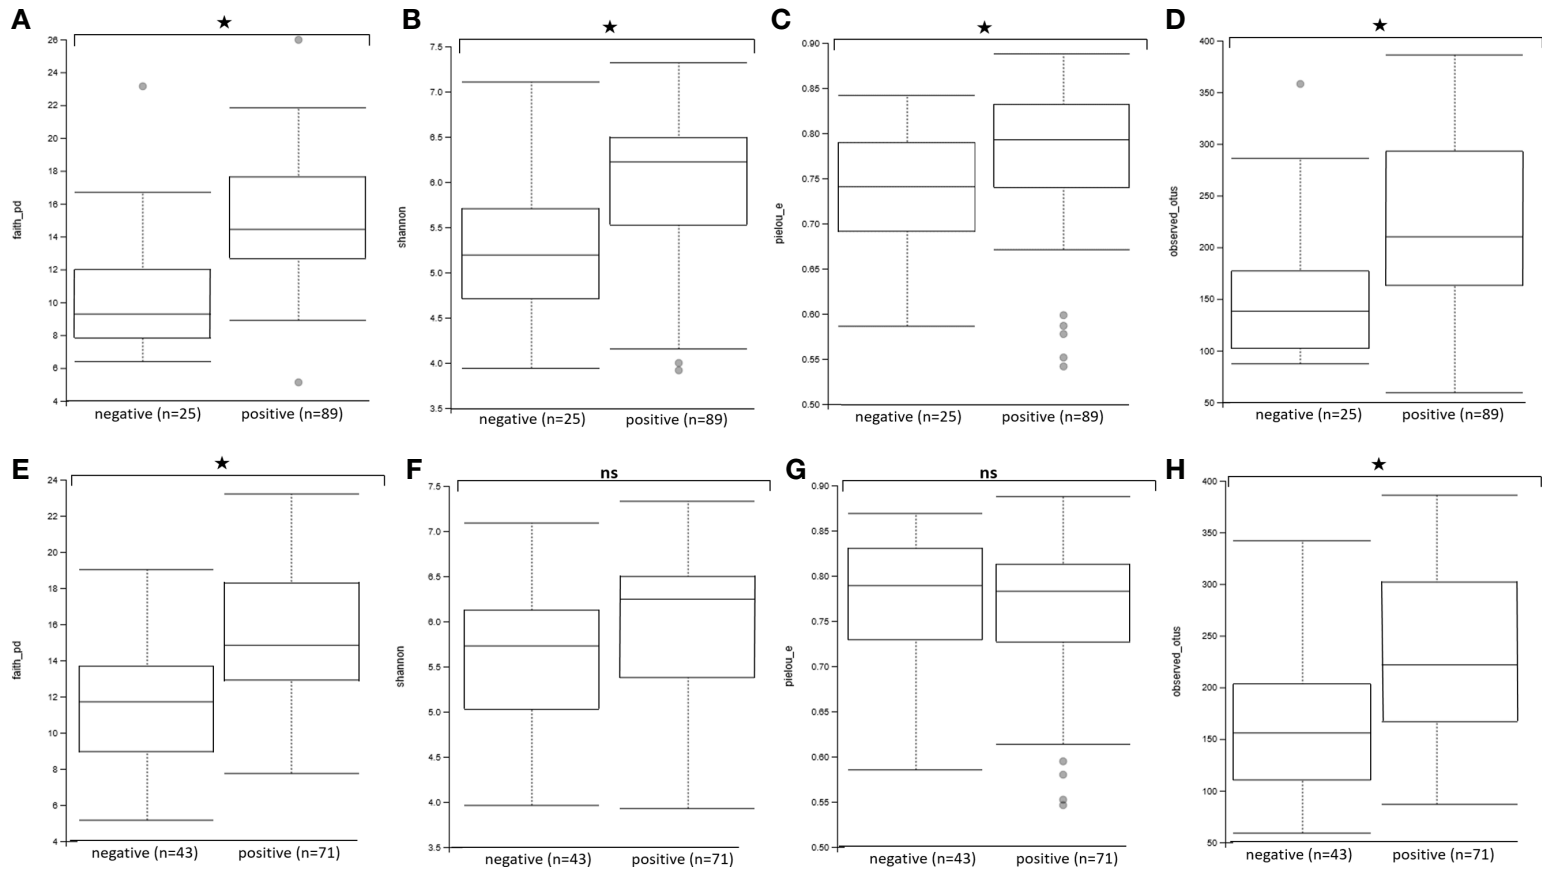 A
★
faith_pd
26
24
22
20
18
16
14
12
10
8
6
4
negative (n=25)
positive (n=89)
B
★
shannon
7.5
7.0
6.5
6.0
5.5
5.0
4.5
4.0
3.5
negative (n=25)
positive (n=89)
C
★
pielou_e
0.90
0.85
0.80
0.75
0.70
0.65
0.60
0.55
0.50
negative (n=25)
positive (n=89)
D
★
observed_otus
400
350
300
250
200
150
100
50
negative (n=25)
positive (n=89)
E
★
faith_pd
24
22
20
18
16
14
12
10
8
6
4
negative (n=43)
positive (n=71)
F
ns
shannon
7.5
7.0
6.5
6.0
5.5
5.0
4.5
4.0
3.5
negative (n=43)
positive (n=71)
G
ns
pielou_e
0.90
0.85
0.80
0.75
0.70
0.65
0.60
0.55
0.50
negative (n=43)
positive (n=71)
H
★
observed_otus
400
350
300
250
200
150
100
50
negative (n=43)
positive (n=71)